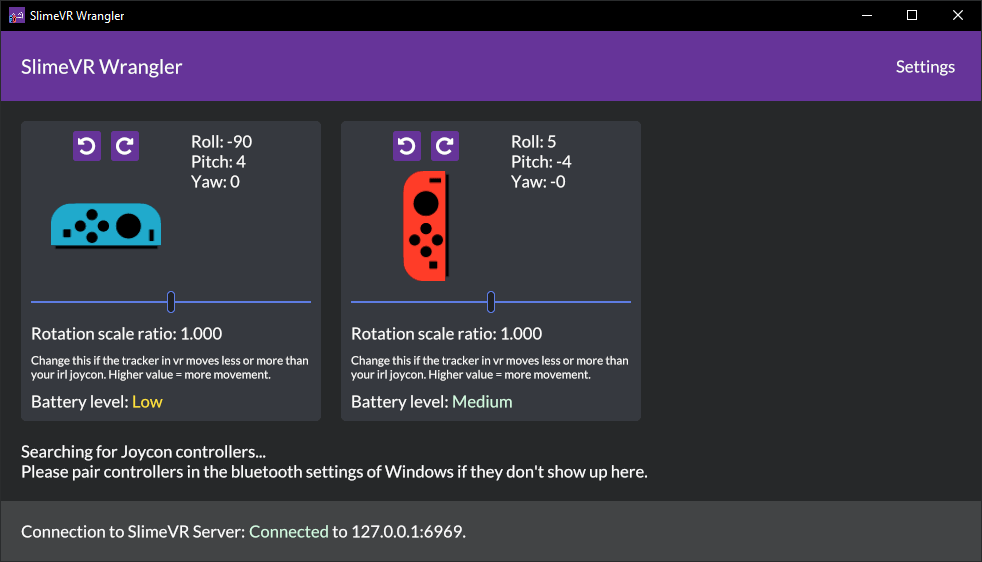 SlimeVR Wrangler
SlimeVR Wrangler
Settings
Roll: -90
Pitch: 4
Yaw: 0
Rotation scale ratio: 1.000
Change this if the tracker in vr moves less or more than
your irl joycon. Higher value = more movement.
Battery level: Low
Roll: 5
Pitch: -4
Yaw: -0
Rotation scale ratio: 1.000
Change this if the tracker in vr moves less or more than
your irl joycon. Higher value = more movement.
Battery level: Medium
Searching for Joycon controllers...
Please pair controllers in the bluetooth settings of Windows if they don't show up here.
Connection to SlimeVR Server: Connected to 127.0.0.1:6969.